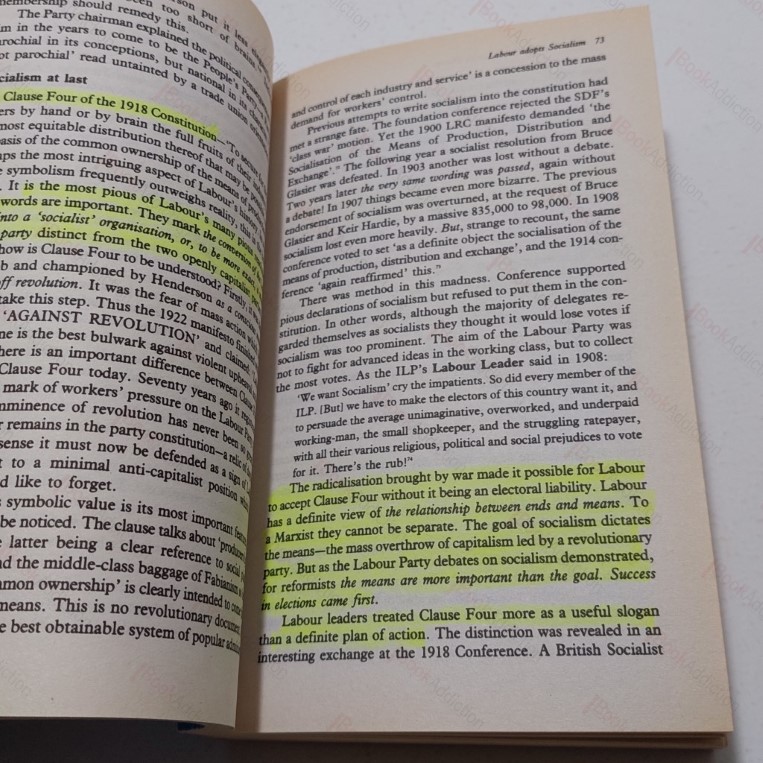 membership should remedy this.
The Party chairman explained the political
m in the years to come to be the People's Party,
rochial in its conceptions, but national in its
ot parochial' read untainted by a trade union
cialism at last
Clause Four of the 1918 Constitution—'To secure
ers by hand or by brain the full fruits of their
most equitable distribution thereof that may be
asis of the common ownership of the means of
ps the most intriguing aspect of Labour's
symbolism frequently outweighs reality, this is
. It is the most pious of Labour's many
words are important. They mark the conversion of
into a 'socialist' organisation, or, to be more exact,
party distinct from the two openly capitalist
how is Clause Four to be understood? Firstly,
b and championed by Henderson as a
off revolution. It was the fear of mass action
take this step. Thus the 1922 manifesto finished
'AGAINST REVOLUTION' and claimed
ne is the best bulwark against violent upheaval
here is an important difference between Clause
Clause Four today. Seventy years ago it
mark of workers' pressure on the Labour
mminence of revolution has never been so
r remains in the party constitution—a relic of
sense it must now be defended as a sign of
t to a minimal anti-capitalist position
d like to forget.
symbolic value is its most important
be noticed. The clause talks about 'producers
e latter being a clear reference to social
d the middle-class baggage of Fabianism
mmon ownership' is clearly intended to
means. This is no revolutionary document
e best obtainable system of popular
Labour adopts Socialism 73
and control of each industry and service' is a concession to the mass
demand for workers' control.
Previous attempts to write socialism into the constitution had
met a strange fate. The foundation conference rejected the SDF's
'class war' motion. Yet the 1900 LRC manifesto demanded 'the
Socialisation of the Means of Production, Distribution and
Exchange'. The following year a socialist resolution from Bruce
Glasier was defeated. In 1903 another was lost without a debate.
Two years later the very same wording was passed, again without
a debate! In 1907 things became even more bizarre. The previous
endorsement of socialism was overturned, at the request of Bruce
Glasier and Keir Hardie, by a massive 835,000 to 98,000. In 1908
socialism lost even more heavily. But, strange to recount, the same
conference voted to set 'as a definite object the socialisation of the
means of production, distribution and exchange', and the 1914 con-
ference 'again reaffirmed' this.
There was method in this madness. Conference supported
pious declarations of socialism but refused to put them in the con-
stitution. In other words, although the majority of delegates re-
garded themselves as socialists they thought it would lose votes if
socialism was too prominent. The aim of the Labour Party was
not to fight for advanced ideas in the working class, but to collect
the most votes. As the ILP's Labour Leader said in 1908:
'We want Socialism' cry the impatients. So did every member of the
ILP. [But] we have to make the electors of this country want it, and
to persuade the average unimaginative, overworked, and underpaid
working-man, the small shopkeeper, and the struggling ratepayer,
with all their various religious, political and social prejudices to vote
for it. There's the rub!'
The radicalisation brought by war made it possible for Labour
to accept Clause Four without it being an electoral liability. Labour
has a definite view of the relationship between ends and means. To
a Marxist they cannot be separate. The goal of socialism dictates
the means—the mass overthrow of capitalism led by a revolutionary
party. But as the Labour Party debates on socialism demonstrated,
for reformists the means are more important than the goal. Success
in elections came first.
Labour leaders treated Clause Four more as a useful slogan
than a definite plan of action. The distinction was revealed in an
interesting exchange at the 1918 Conference. A British Socialist